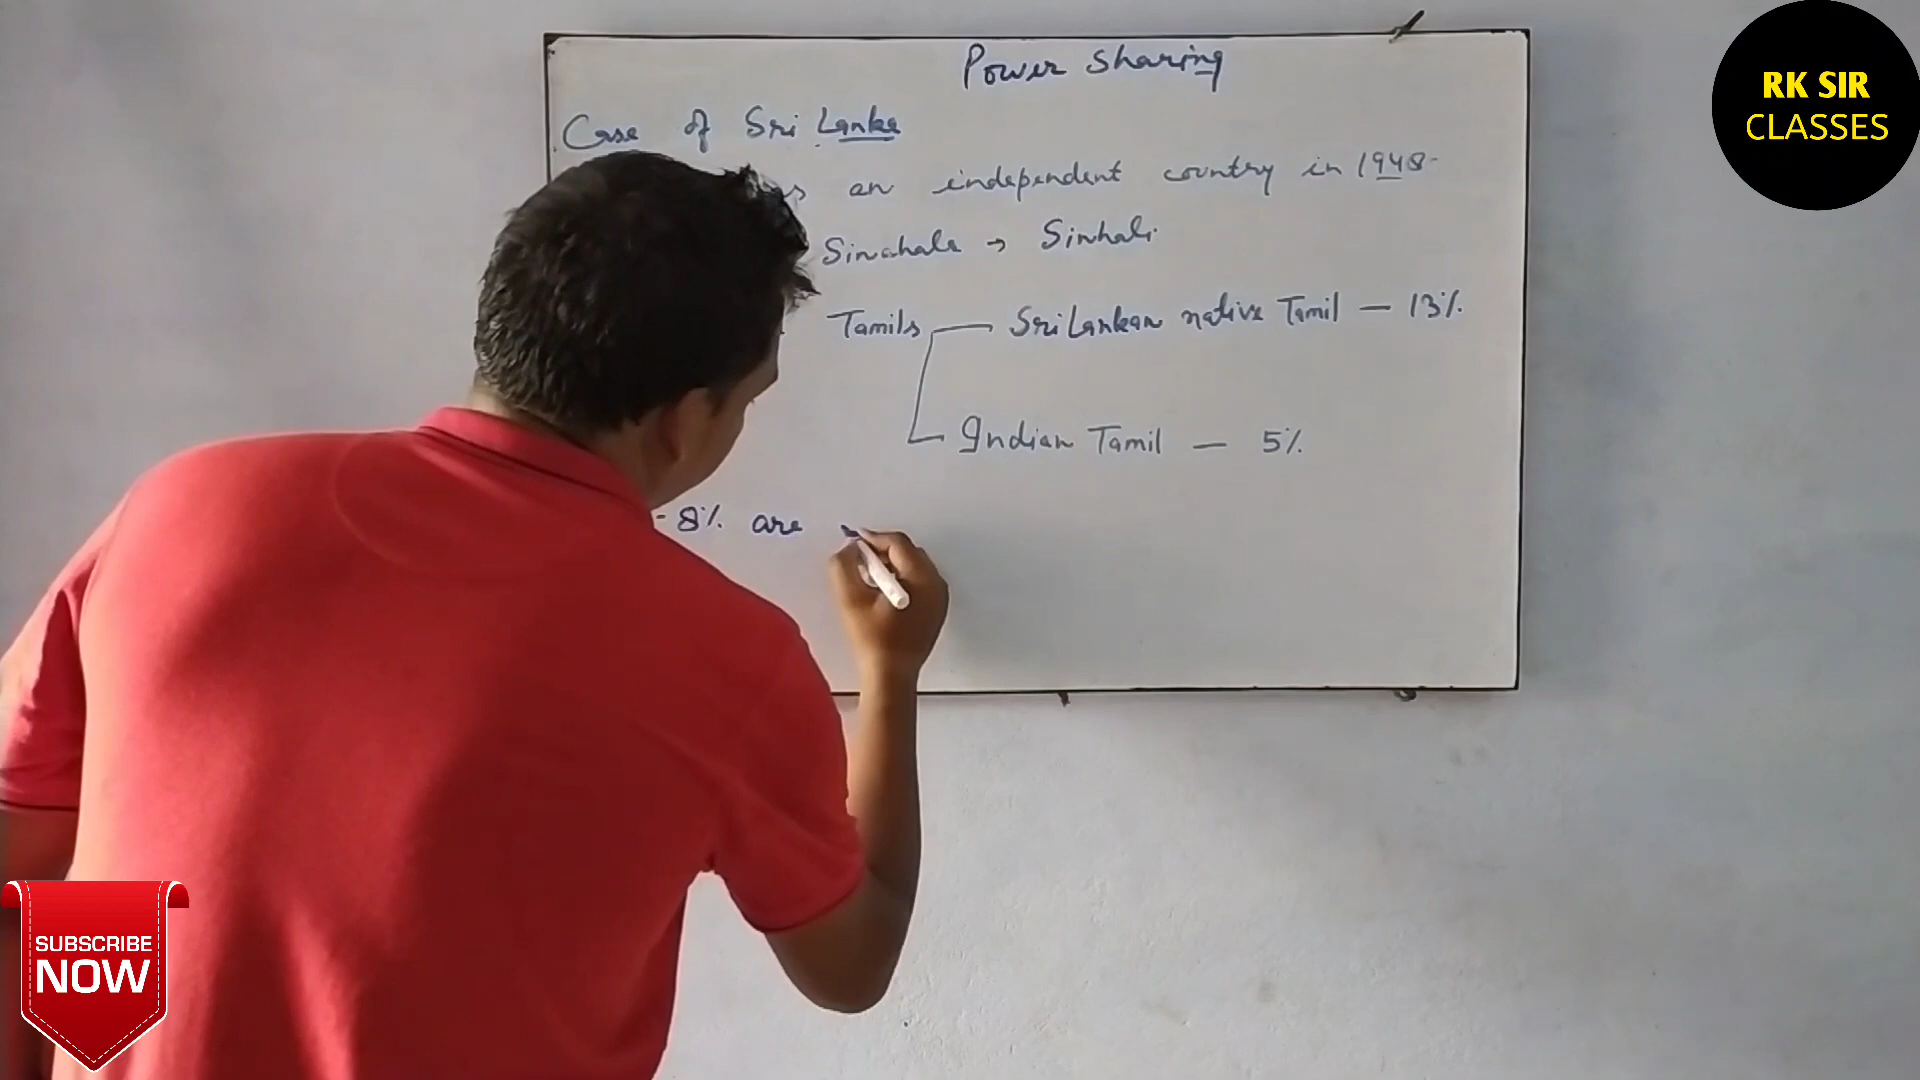 Power Sharing
Case of Sri Lanka
an independent country in 1948
Sinahala → Sinhali
Tamils
Sri Lankan native Tamil — 13%
Indian Tamil — 5%
- 8% are
RK SIR
CLASSES
SUBSCRIBE
NOW